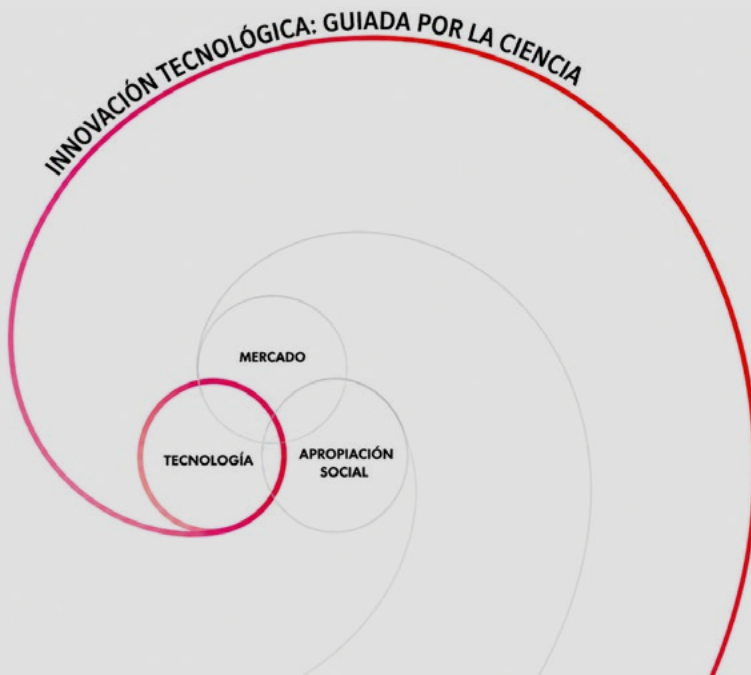 INNOVACIÓN TECNOLÓGICA: GUIADA POR LA CIENCIA
MERCADO
TECNOLOGÍA
APROPIACIÓN
SOCIAL